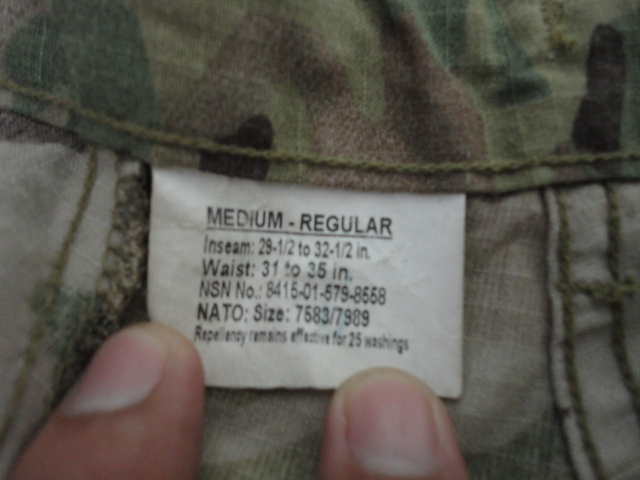 MEDIUM - REGULAR
Inseam: 29-1/2 to 32-1/2 in.
Waist: 31 to 35 in.
NSN No.: 8415-01-579-8558
NATO: Size: 7583/7989
Repellency remains effective for 25 washings